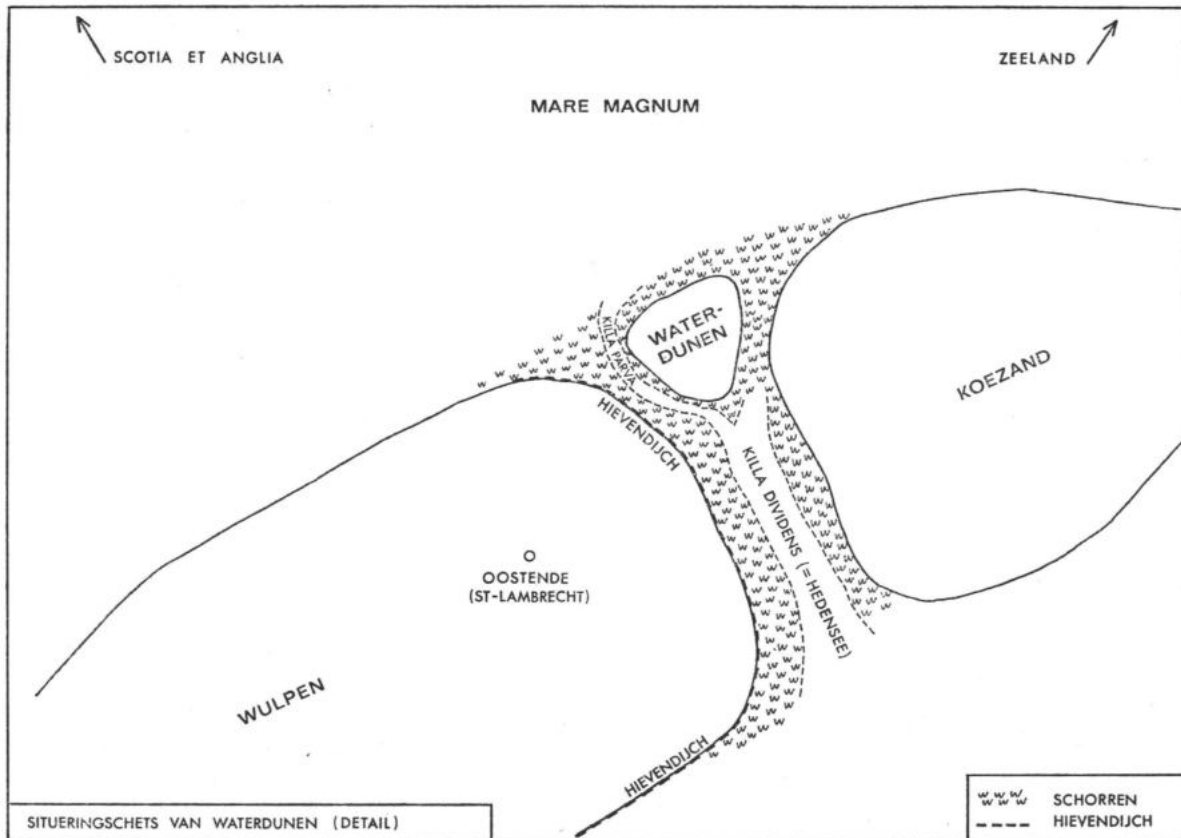 SCOTIA ET ANGLIA
ZEELAND
MARE MAGNUM
WATER-
DUNEN
KILLA PARVA
KOEZAND
HIEVENDIJCH
KILLA DIVIDENS (= HEDENSEE)
OOSTENDE
(ST-LAMBRECHT)
WULPEN
HIEVENDIJCH
SITUERINGSCHETS VAN WATERDUNEN (DETAIL)
SCHORREN
HIEVENDIJCH